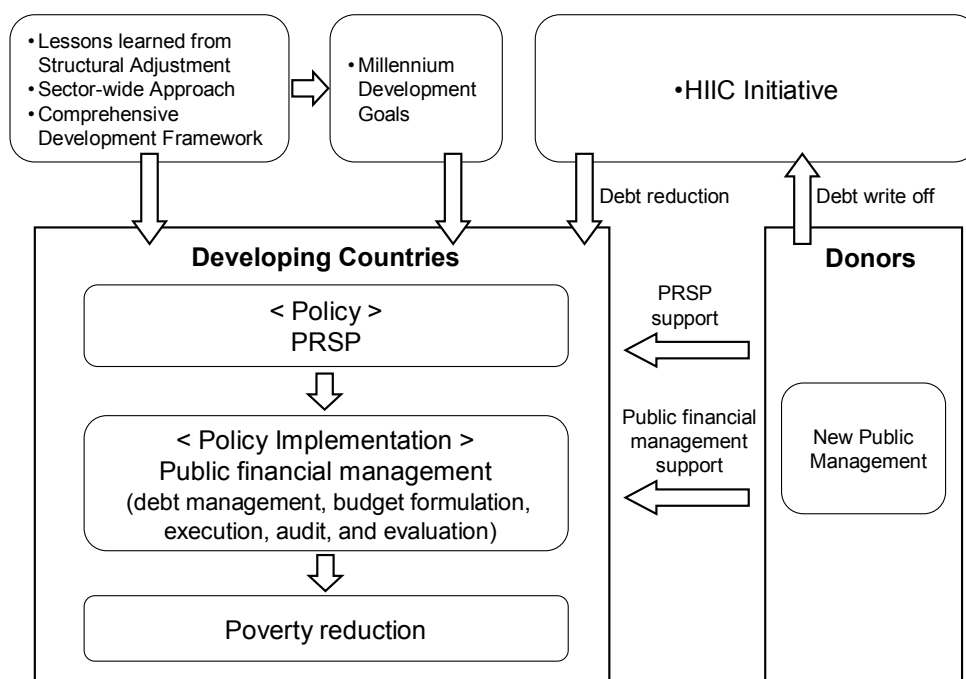 • Lessons learned from
Structural Adjustment
• Sector-wide Approach
• Comprehensive
Development Framework
• Millennium
Development
Goals
•HIIC Initiative
Debt reduction
Debt write off
Developing Countries
< Policy >
PRSP
< Policy Implementation >
Public financial management
(debt management, budget formulation,
execution, audit, and evaluation)
Poverty reduction
PRSP
support
Public financial
management
support
Donors
New Public
Management